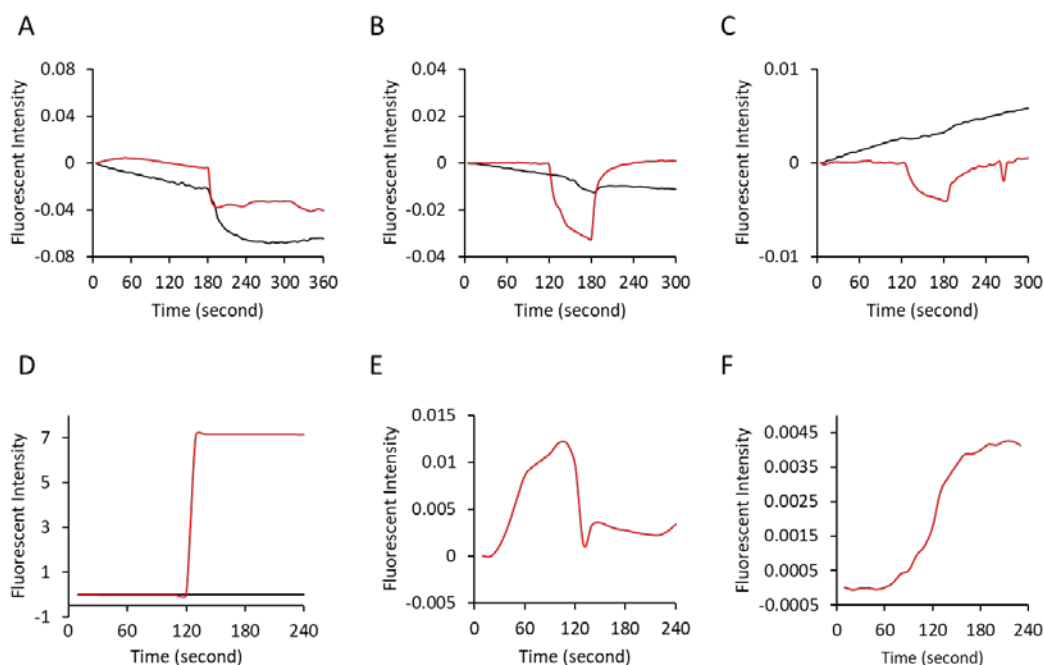 A
Fluorescent Intensity
0.08
0.04
0
-0.04
-0.08
0 60 120 180 240 300 360
Time (second)
B
Fluorescent Intensity
0.04
0.02
0
-0.02
-0.04
0 60 120 180 240 300
Time (second)
C
Fluorescent Intensity
0.01
0
-0.01
0 60 120 180 240 300
Time (second)
D
Fluorescent Intensity
7
5
3
1
-1
0 60 120 180 240
Time (second)
E
Fluorescent Intensity
0.015
0.01
0.005
0
-0.005
0 60 120 180 240
Time (second)
F
Fluorescent Intensity
0.0045
0.0035
0.0025
0.0015
0.0005
-0.0005
0 60 120 180 240
Time (second)